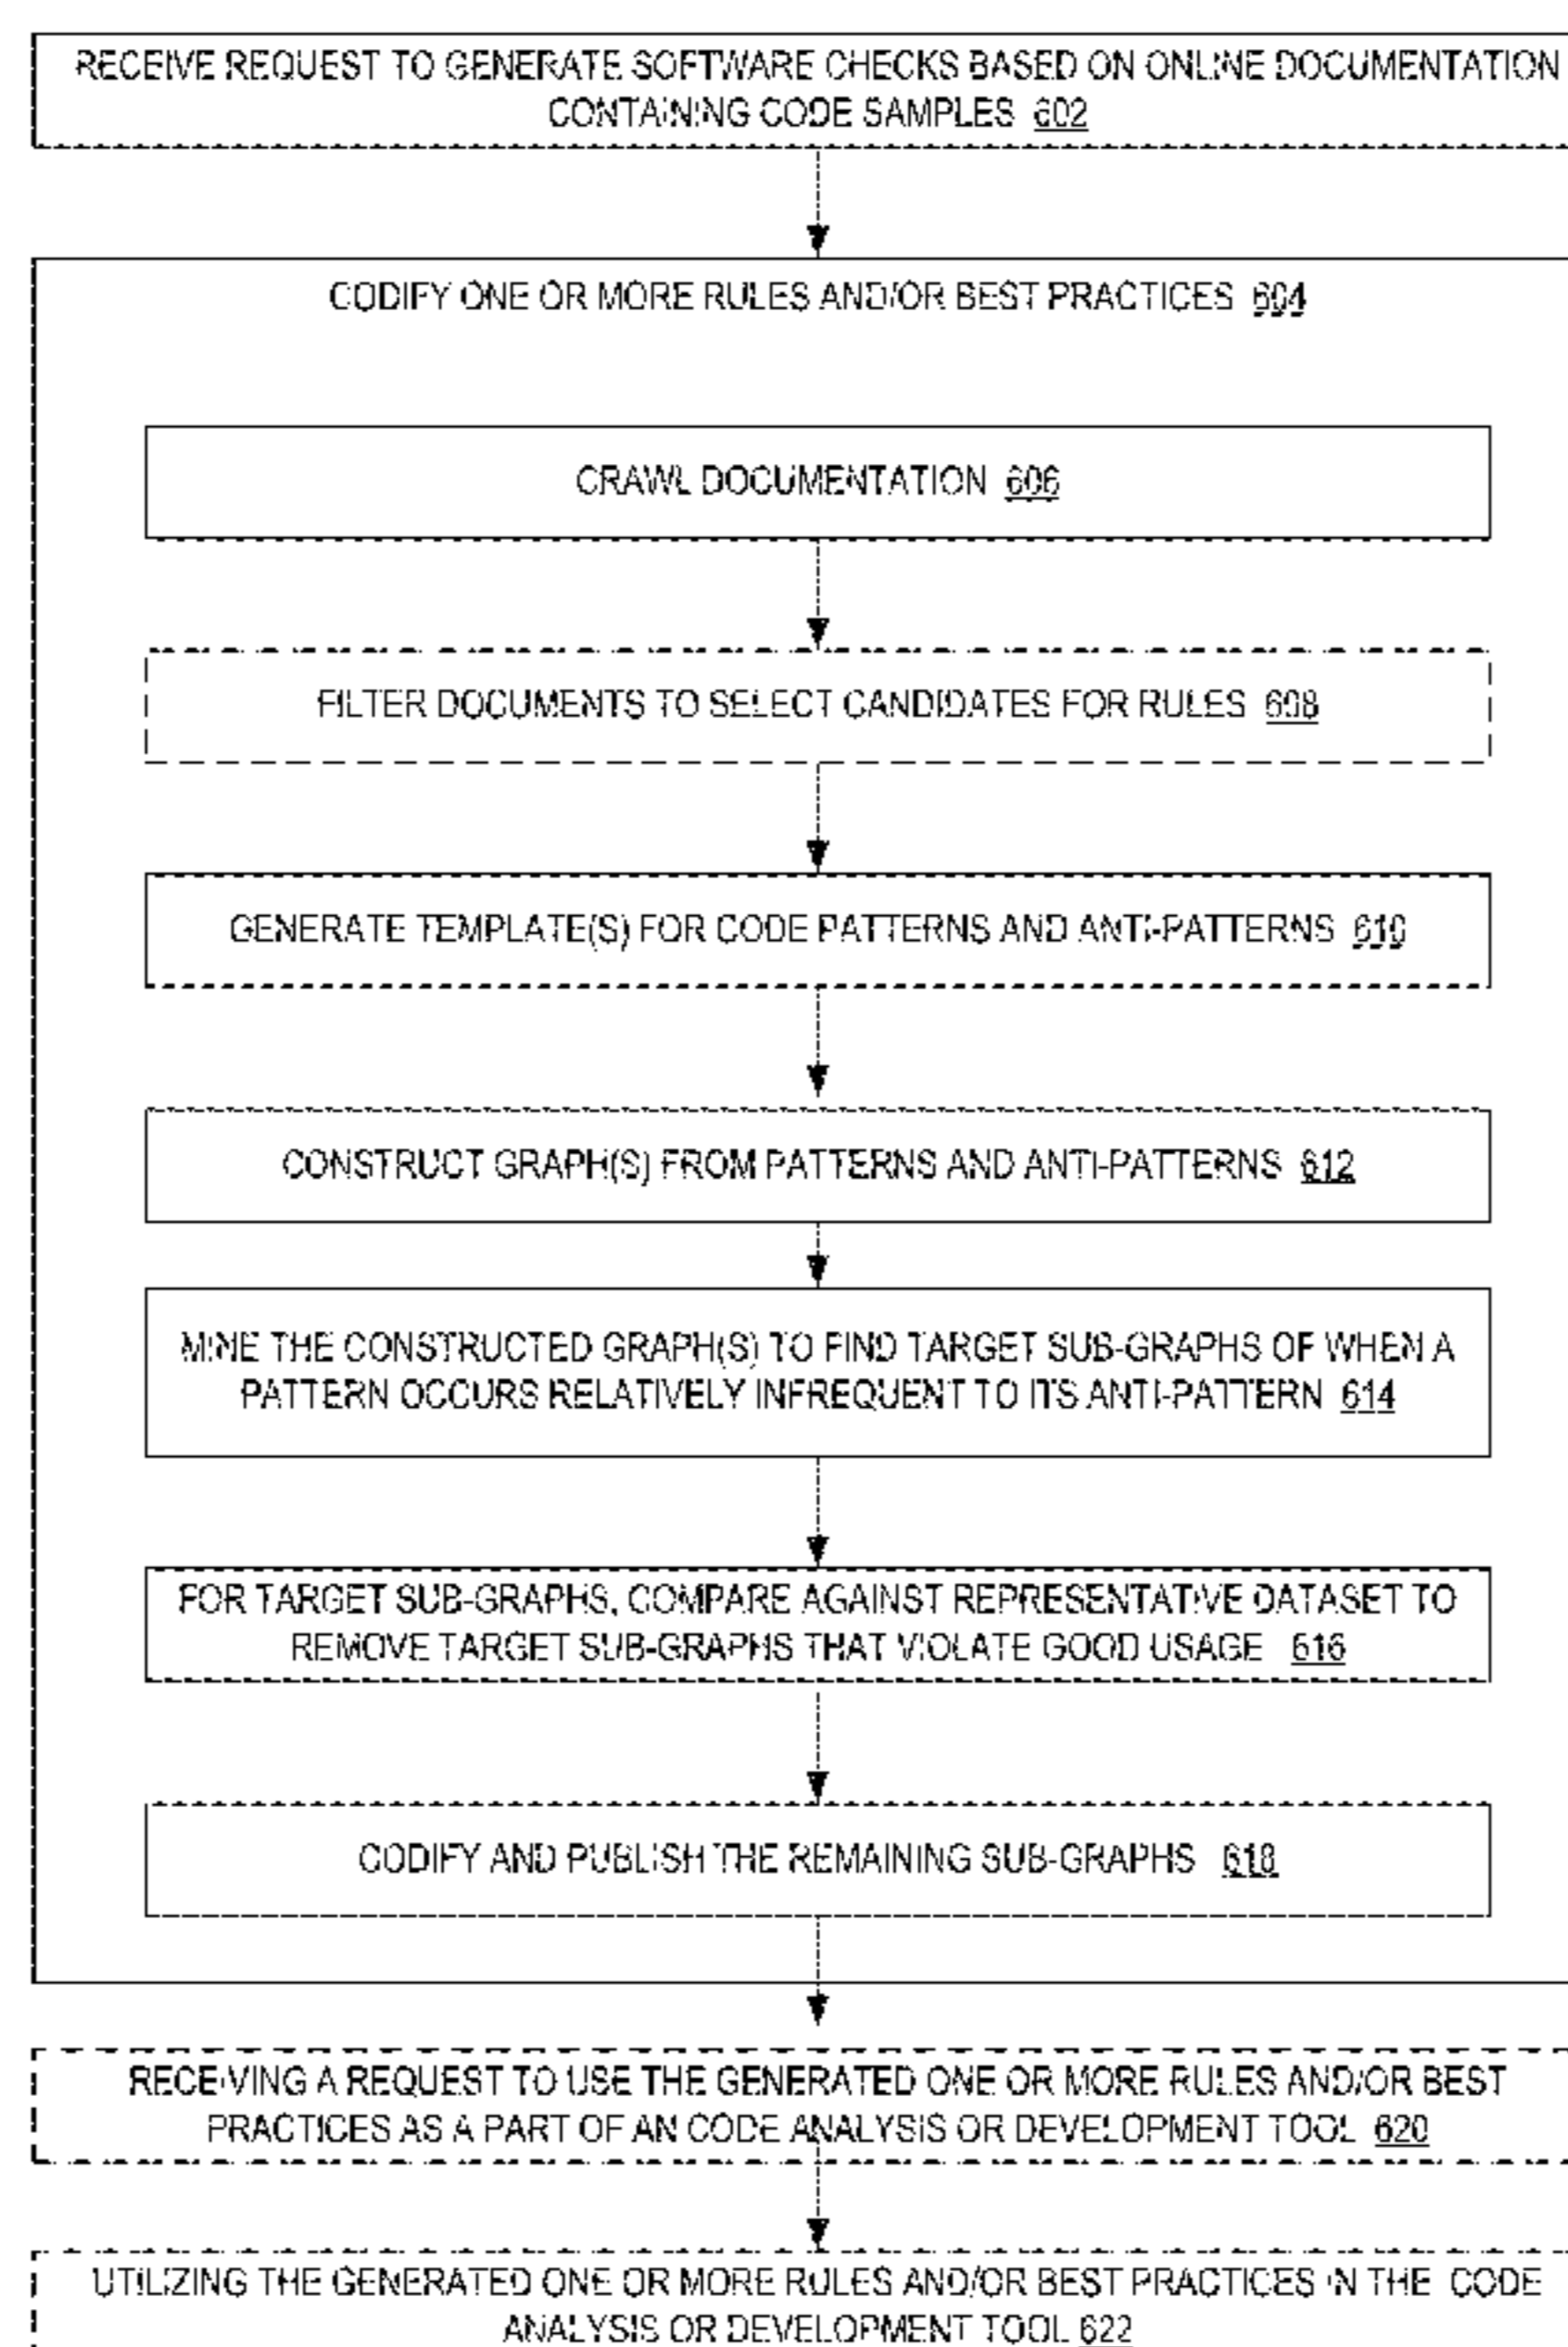 RECEIVE REQUEST TO GENERATE SOFTWARE CHECKS BASED ON ONLINE DOCUMENTATION
CONTAINING CODE SAMPLES 602
CODIFY ONE OR MORE RULES AND/OR BEST PRACTICES 604
CRAWL DOCUMENTATION 606
FILTER DOCUMENTS TO SELECT CANDIDATES FOR RULES 608
GENERATE TEMPLATE(S) FOR CODE PATTERNS AND ANTI-PATTERNS 610
CONSTRUCT GRAPH(S) FROM PATTERNS AND ANTI-PATTERNS 612
MINE THE CONSTRUCTED GRAPH(S) TO FIND TARGET SUB-GRAPHS OF WHEN A
PATTERN OCCURS RELATIVELY INFREQUENT TO ITS ANTI-PATTERN 614
FOR TARGET SUB-GRAPHS, COMPARE AGAINST REPRESENTATIVE DATASET TO
REMOVE TARGET SUB-GRAPHS THAT VIOLATE GOOD USAGE 616
CODIFY AND PUBLISH THE REMAINING SUB-GRAPHS 618
RECEIVING A REQUEST TO USE THE GENERATED ONE OR MORE RULES AND/OR BEST
PRACTICES AS A PART OF AN CODE ANALYSIS OR DEVELOPMENT TOOL 620
UTILIZING THE GENERATED ONE OR MORE RULES AND/OR BEST PRACTICES IN THE CODE
ANALYSIS OR DEVELOPMENT TOOL 622